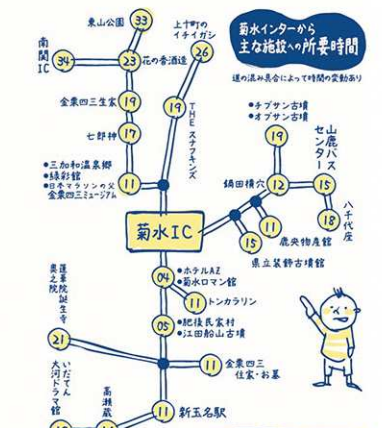 菊水インターから
主な施設への所要時間
道の混み具合によって時間の変動あり
東山公園
33
上十町の
イチイガシ
26
南関
IC
34
23
花の香酒造
19
金栗四三生家
19
THE スナフキンズ
17
七郎神
●三加和温泉郷
●緑彩館
●日本マラソンの父
金栗四三ミュージアム
11
●チブサン古墳
●オブサン古墳
19
山鹿バス
センター
鍋田横穴
12
15
18
八千代座
11
鹿央物産館
15
県立装飾古墳館
菊水IC
04
●ホテルAZ
●菊水ロマン館
11
トンカラリン
05
●肥後民家村
●江田船山古墳
蓮華院誕生寺
奥之院
21
11
金栗四三
住家・お墓
いだてん
大河ドラマ
館
高瀬蔵
11
新玉名駅